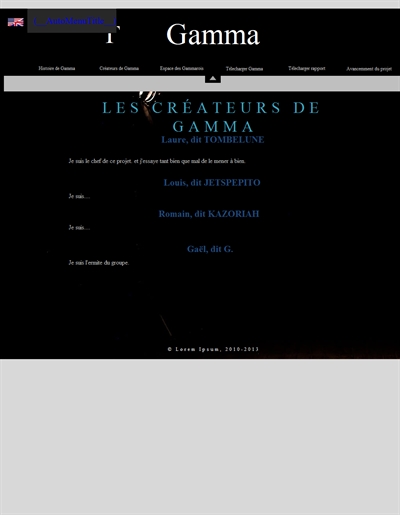 T Gamma
Histoire de Gamma
Créateurs de Gamma
Espace des Gammariens
Telecharger Gamma
Télecharger rapport
Avancement du projet
LES CRÉATEURS DE
GAMMA
Laure, dit TOMBELUNE
Je suis le chef de ce projet et j'essaye tant bien que mal de le mener à bien.
Louis, dit JETSPEPITO
Je suis...
Romain, dit KAZORIAH
Je suis...
Gaël, dit G.
Je suis l'ermite du groupe.
© Lorem Ipsum, 2010-2013